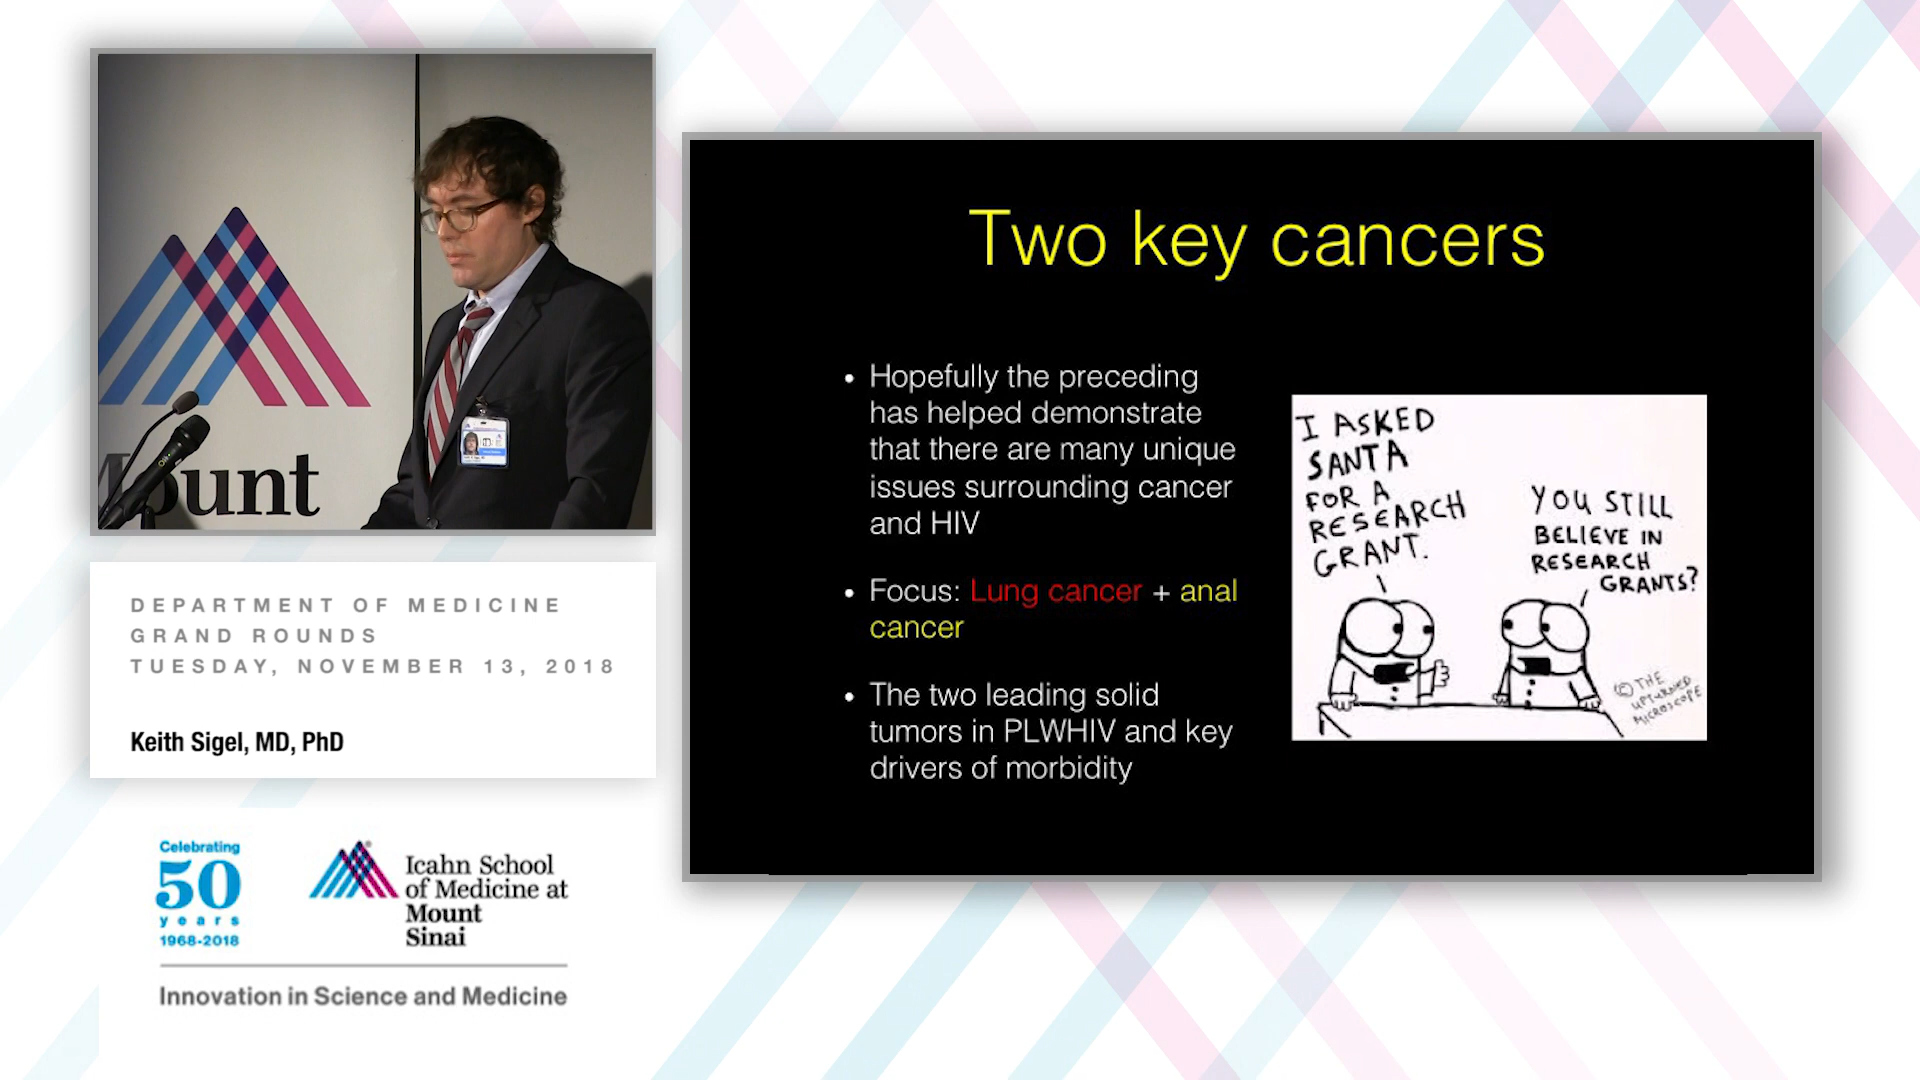 Mount
DEPARTMENT OF MEDICINE
GRAND ROUNDS
TUESDAY, NOVEMBER 13, 2018
Keith Sigel, MD, PhD
Celebrating
50
years
1968-2018
Icahn School
of Medicine at
Mount
Sinai
Innovation in Science and Medicine
Two key cancers
• Hopefully the preceding
has helped demonstrate
that there are many unique
issues surrounding cancer
and HIV
• Focus: Lung cancer + anal
cancer
• The two leading solid
tumors in PLWHIV and key
drivers of morbidity
I ASKED
SANTA
FOR A
RESEARCH
GRANT.
YOU STILL
BELIEVE IN
RESEARCH
GRANTS?
© THE
UPTURNED
MICROSCOPE